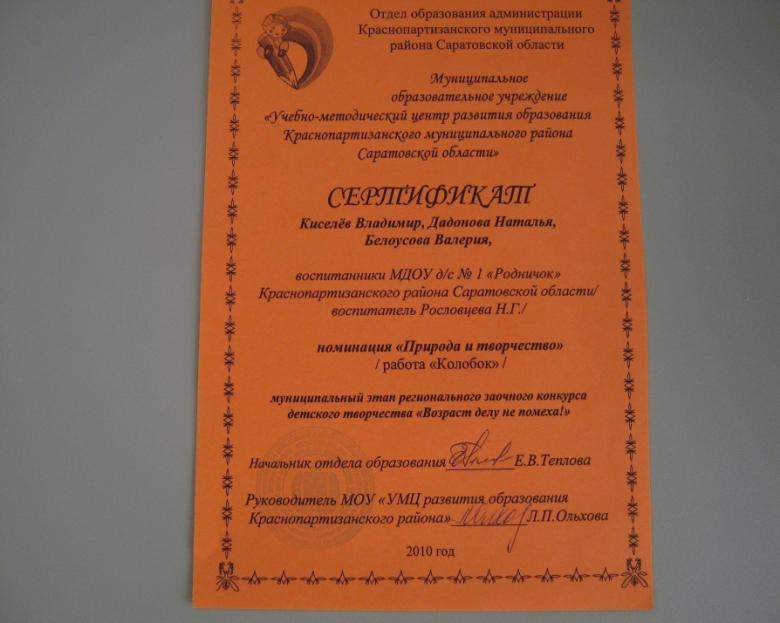 Отдел образования администрации
Краснопартизанского муниципального
района Саратовской области
Муниципальное
образовательное учреждение
«Учебно-методический центр развития образования
Краснопартизанского муниципального района
Саратовской области»
СЕРТИФИКАТ
Киселёв Владимир, Дадонова Наталья,
Белоусова Валерия,
воспитанники МДОУ д/с № 1 «Родничок»
Краснопартизанского района Саратовской области/
воспитатель Рословцева Н.Г./
номинация «Природа и творчество»
/ работа «Колобок» /
муниципальный этап регионального заочного конкурса
детского творчества «Возраст делу не помеха!»
Начальник отдела образования Е.В.Теплова
Руководитель МОУ «УМЦ развития образования
Краснопартизанского района» Л.П.Ольхова
2010 год